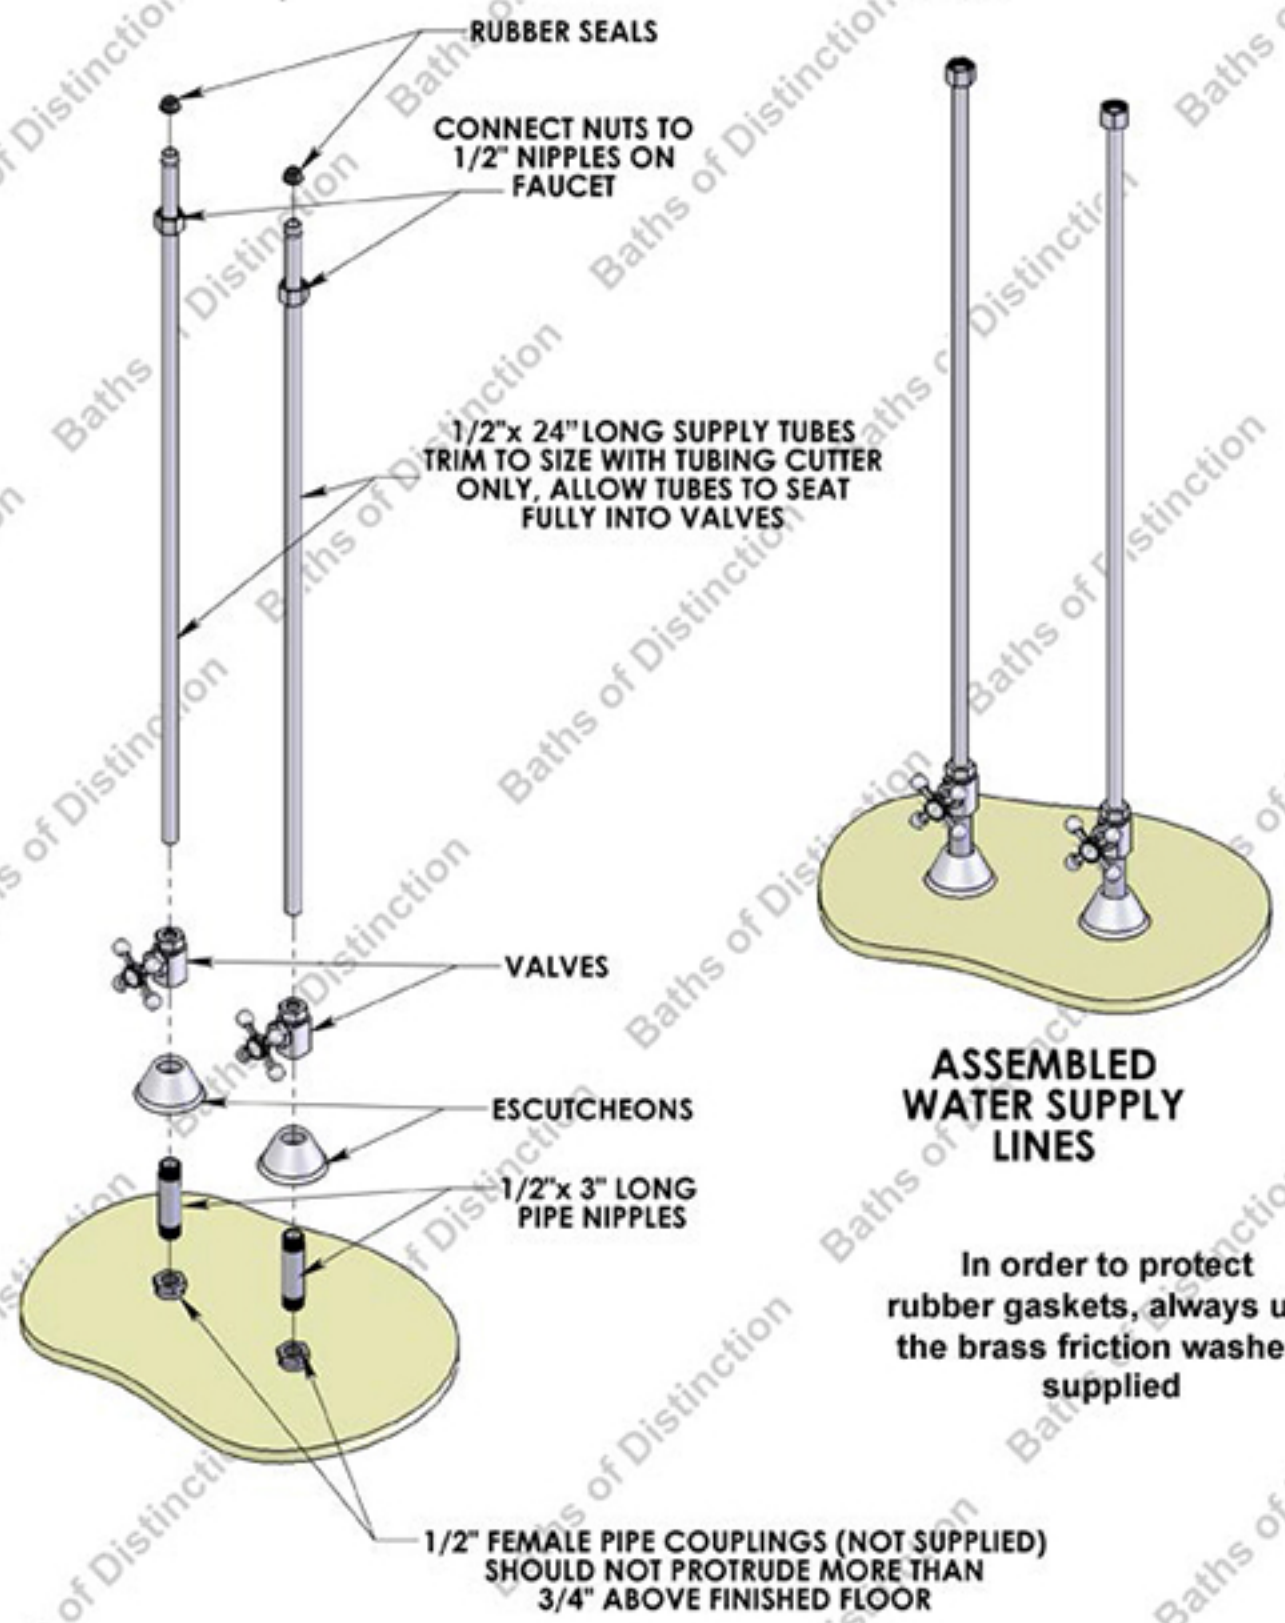 RUBBER SEALS
CONNECT NUTS TO
1/2" NIPPLES ON
FAUCET
1/2"x 24" LONG SUPPLY TUBES
TRIM TO SIZE WITH TUBING CUTTER
ONLY, ALLOW TUBES TO SEAT
FULLY INTO VALVES
VALVES
ESCUTCHEONS
1/2"x 3" LONG
PIPE NIPPLES
1/2" FEMALE PIPE COUPLINGS (NOT SUPPLIED)
SHOULD NOT PROTRUDE MORE THAN
3/4" ABOVE FINISHED FLOOR
ASSEMBLED
WATER SUPPLY
LINES
In order to protect
rubber gaskets, always
the brass friction
supplied
Baths of Distinction